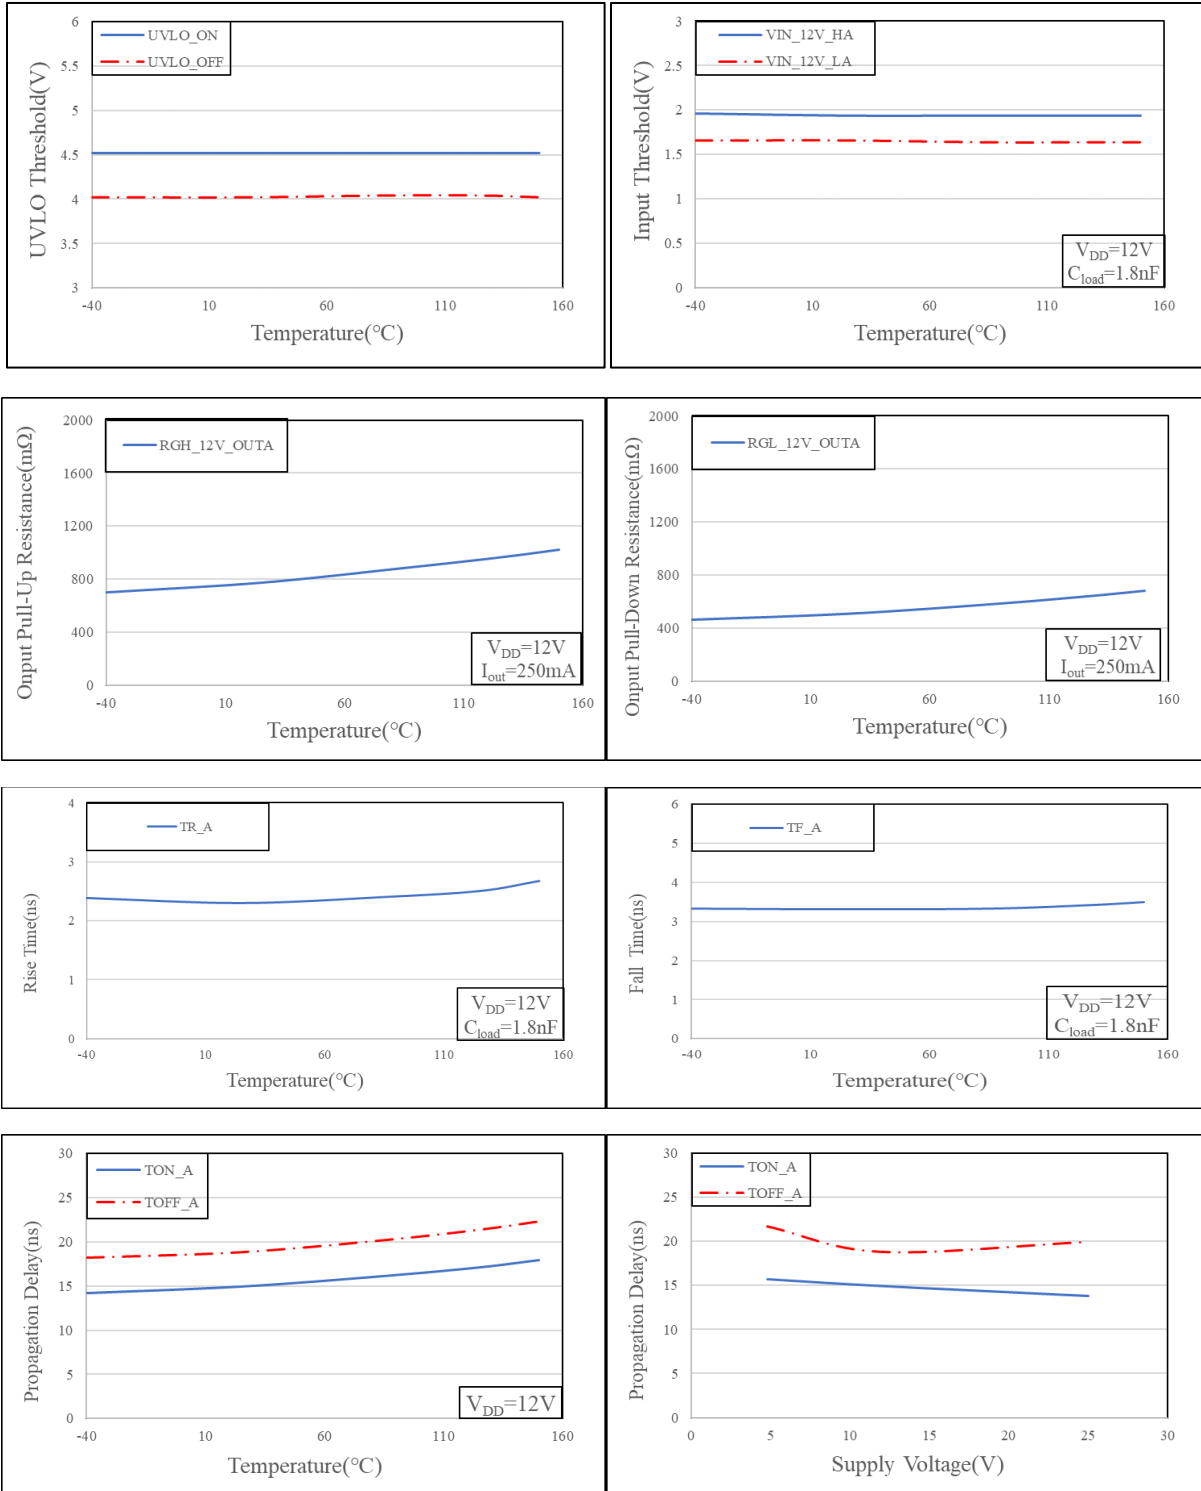 UVLO Threshold(V)
6
5.5
5
4.5
4
3.5
3
UVLO_ON
UVLO_OFF
-40 10 60 110 160
Temperature(℃)
Input Threshold(V)
3
2.5
2
1.5
1
0.5
0
VIN_12V_HA
VIN_12V_LA
VDD=12V
Cload=1.8nF
-40 10 60 110 160
Temperature(℃)
Onput Pull-Up Resistance(mΩ)
2000
1600
1200
800
400
0
RGH_12V_OUTA
VDD=12V
Iout=250mA
-40 10 60 110 160
Temperature(℃)
Onput Pull-Down Resistance(mΩ)
2000
1600
1200
800
400
0
RGL_12V_OUTA
VDD=12V
Iout=250mA
-40 10 60 110 160
Temperature(℃)
Rise Time(ns)
4
3
2
1
0
TR_A
VDD=12V
Cload=1.8nF
-40 10 60 110 160
Temperature(℃)
Fall Time(ns)
6
5
4
3
2
1
0
TF_A
VDD=12V
Cload=1.8nF
-40 10 60 110 160
Temperature(℃)
Propagation Delay(ns)
30
25
20
15
10
5
0
TON_A
TOFF_A
VDD=12V
-40 10 60 110 160
Temperature(℃)
Propagation Delay(ns)
30
25
20
15
10
5
0
TON_A
TOFF_A
0 5 10 15 20 25 30
Supply Voltage(V)